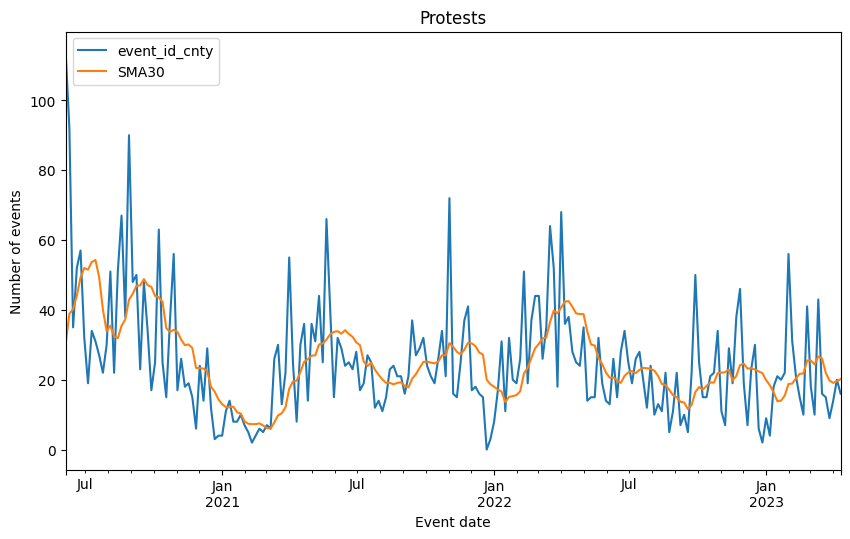 Protests
event_id_cnty
SMA30
100
80
60
40
20
0
Number of events
Jul
Jan
2021
Jul
Jan
2022
Jul
Jan
2023
Event date